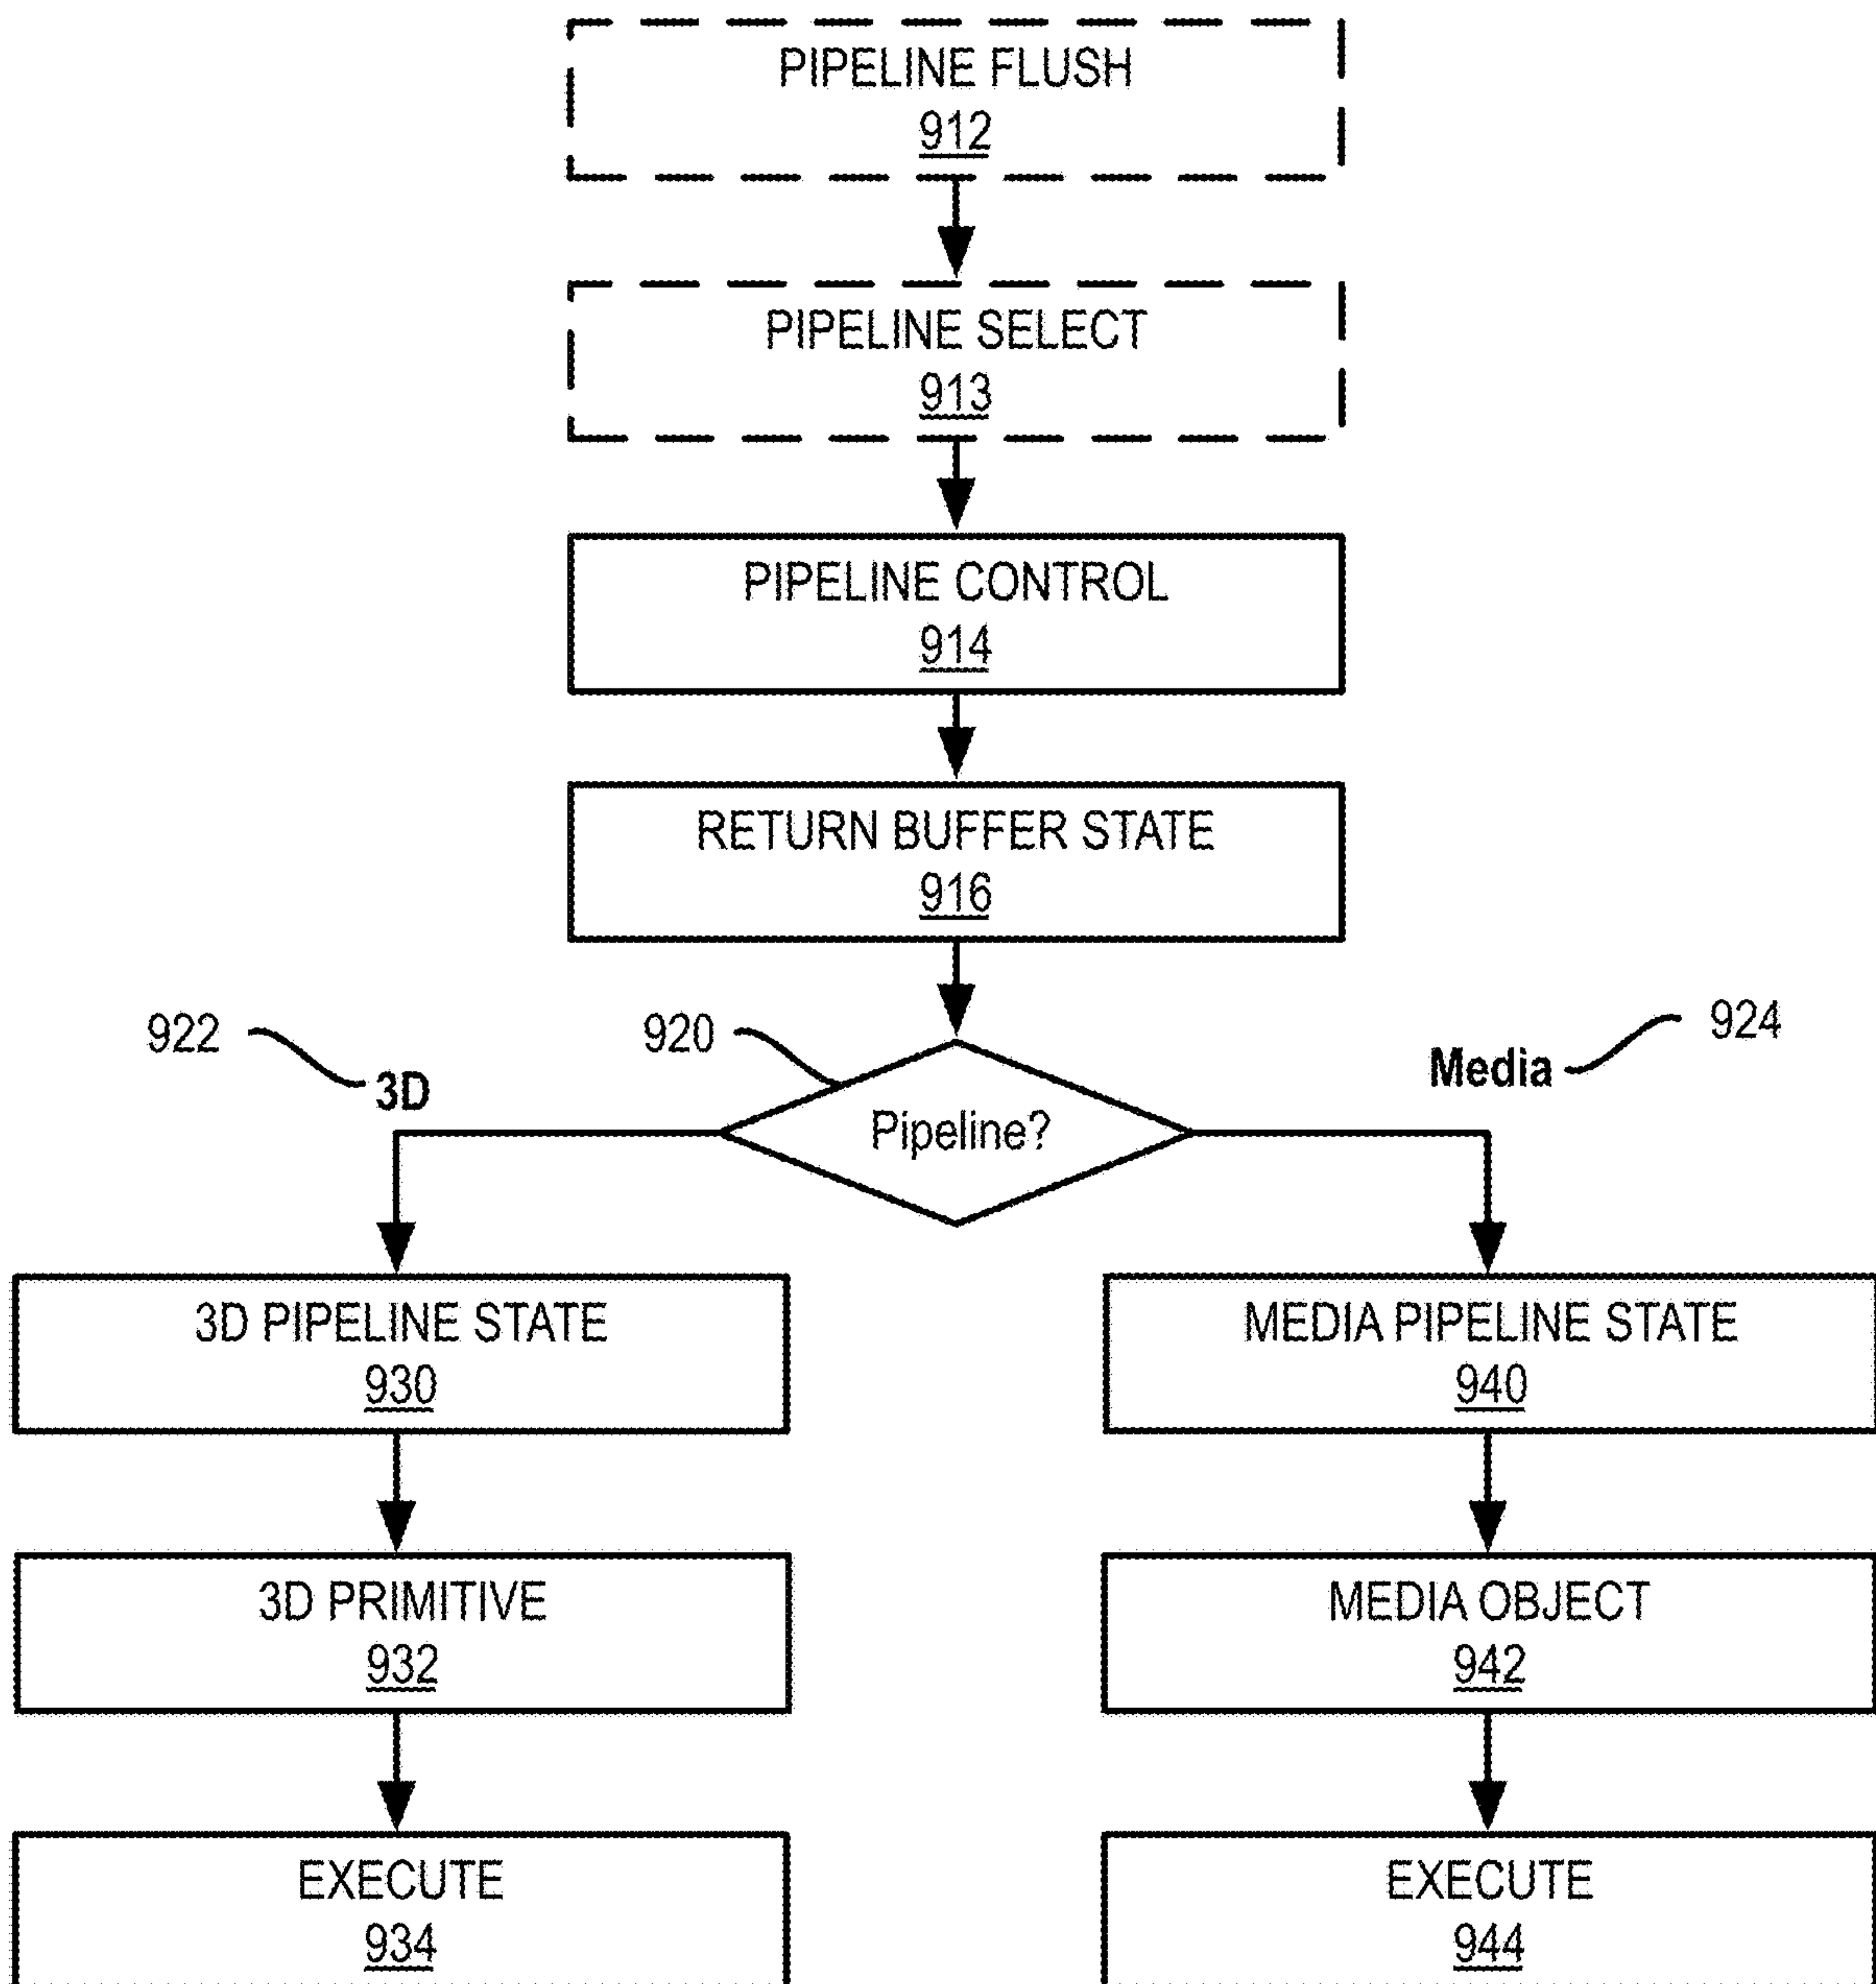 PIPELINE FLUSH
912
PIPELINE SELECT
913
PIPELINE CONTROL
914
RETURN BUFFER STATE
916
922
920
924
3D
Media
Pipeline?
3D PIPELINE STATE
930
MEDIA PIPELINE STATE
940
3D PRIMITIVE
932
MEDIA OBJECT
942
EXECUTE
934
EXECUTE
944